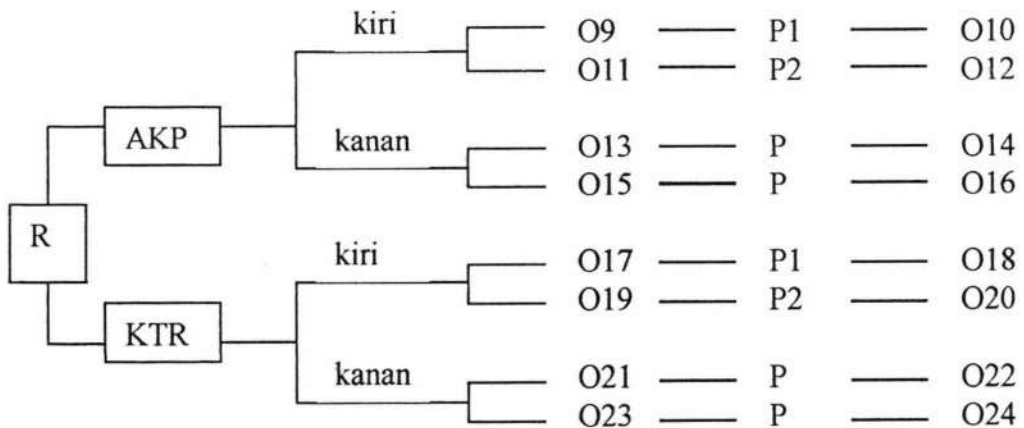 kiri
O9 P1 O10
O11 P2 O12
AKP
kanan
O13 P O14
O15 P O16
R
kiri
O17 P1 O18
O19 P2 O20
KTR
kanan
O21 P O22
O23 P O24